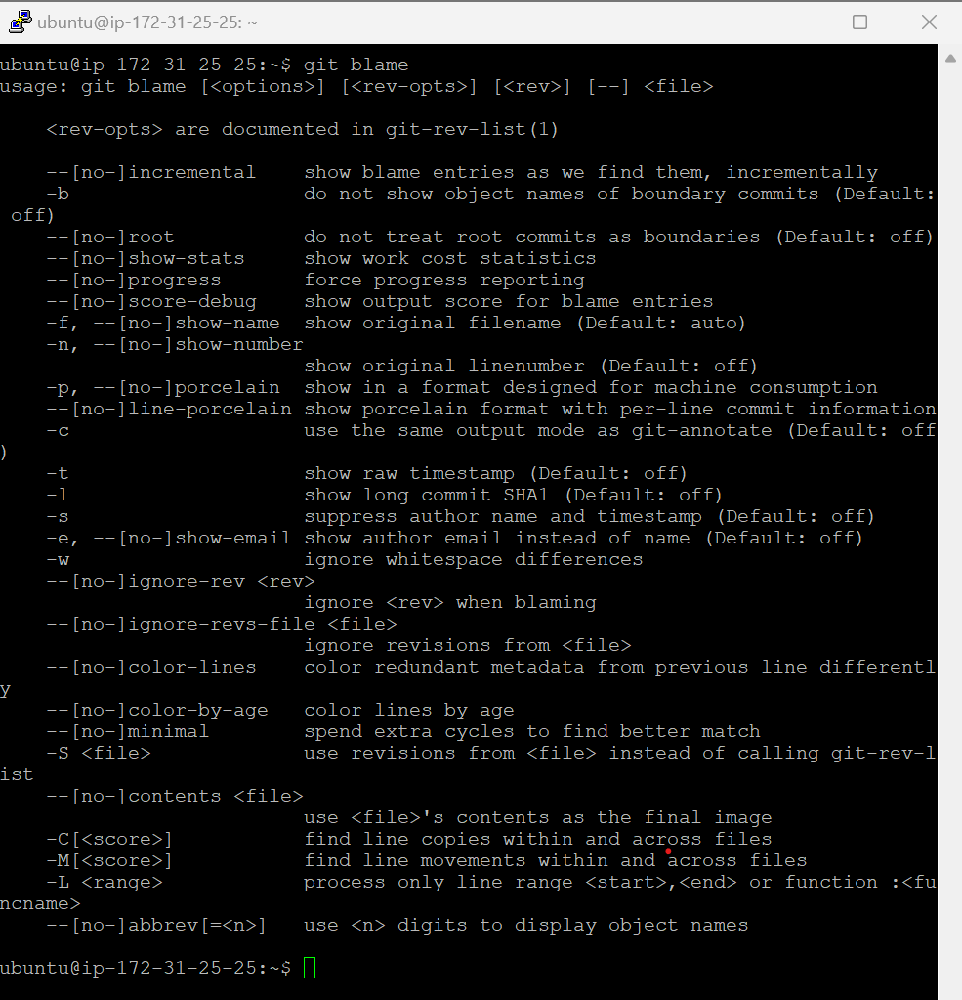 ubuntu@ip-172-31-25-25: ~
ubuntu@ip-172-31-25-25:~$ git blame
usage: git blame [<options>] [<rev-opts>] [<rev>] [--] <file>

    <rev-opts> are documented in git-rev-list(1)

    --[no-]incremental    show blame entries as we find them, incrementally
    -b                    do not show object names of boundary commits (Default:
 off)
    --[no-]root           do not treat root commits as boundaries (Default: off)
    --[no-]show-stats     show work cost statistics
    --[no-]progress       force progress reporting
    --[no-]score-debug    show output score for blame entries
    -f, --[no-]show-name  show original filename (Default: auto)
    -n, --[no-]show-number
                          show original linenumber (Default: off)
    -p, --[no-]porcelain  show in a format designed for machine consumption
    --[no-]line-porcelain show porcelain format with per-line commit information
    -c                    use the same output mode as git-annotate (Default: off
)
    -t                    show raw timestamp (Default: off)
    -l                    show long commit SHA1 (Default: off)
    -s                    suppress author name and timestamp (Default: off)
    -e, --[no-]show-email show author email instead of name (Default: off)
    -w                    ignore whitespace differences
    --[no-]ignore-rev <rev>
                          ignore <rev> when blaming
    --[no-]ignore-revs-file <file>
                          ignore revisions from <file>
    --[no-]color-lines    color redundant metadata from previous line differentl
y
    --[no-]color-by-age   color lines by age
    --[no-]minimal        spend extra cycles to find better match
    -S <file>             use revisions from <file> instead of calling git-rev-l
ist
    --[no-]contents <file>
                          use <file>'s contents as the final image
    -C[<score>]           find line copies within and across files
    -M[<score>]           find line movements within and across files
    -L <range>            process only line range <start>,<end> or function :<fu
ncname>
    --[no-]abbrev[=<n>]   use <n> digits to display object names

ubuntu@ip-172-31-25-25:~$